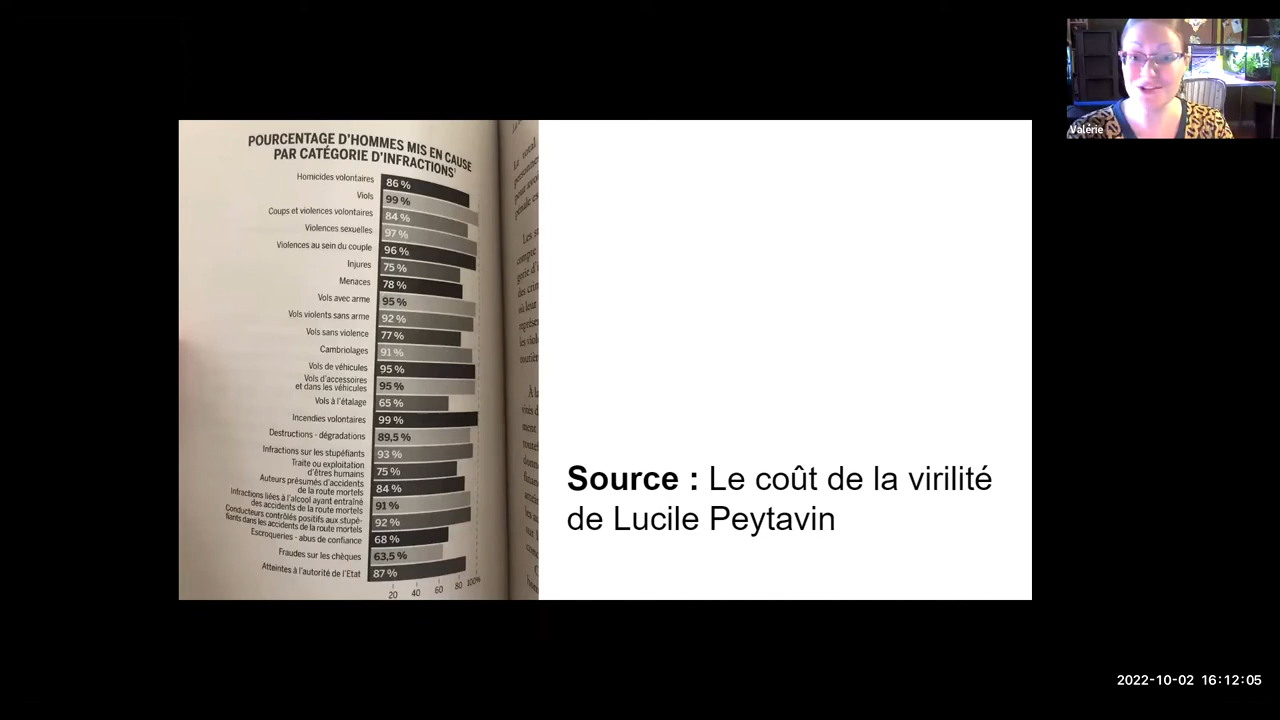 Valérie
POURCENTAGE D'HOMMES MIS EN CAUSE
PAR CATÉGORIE D'INFRACTIONS¹
Homicides volontaires 86 %
Viols 99 %
Coups et violences volontaires 84 %
Violences sexuelles 97 %
Violences au sein du couple 96 %
Injures 75 %
Menaces 78 %
Vols avec arme 95 %
Vols violents sans arme 92 %
Vols sans violence 77 %
Cambriolages 91 %
Vols de véhicules 95 %
Vols d'accessoires
et dans les véhicules 95 %
Vols à l'étalage 65 %
Incendies volontaires 99 %
Destructions - dégradations 89,5 %
Infractions sur les stupéfiants 93 %
Traite ou exploitation
d'êtres humains 75 %
Auteurs présumés d'accidents
de la route mortels 84 %
Infractions liées à l'alcool ayant entraîné
des accidents de la route mortels 91 %
Conducteurs contrôlés positifs aux stupé-
fiants dans les accidents de la route mortels 92 %
Escroqueries - abus de confiance 68 %
Fraudes sur les chèques 63,5 %
Atteintes à l'autorité de l'Etat 87 %
20 40 60 80 100%
Source : Le coût de la virilité
de Lucile Peytavin
2022-10-02 16:12:05